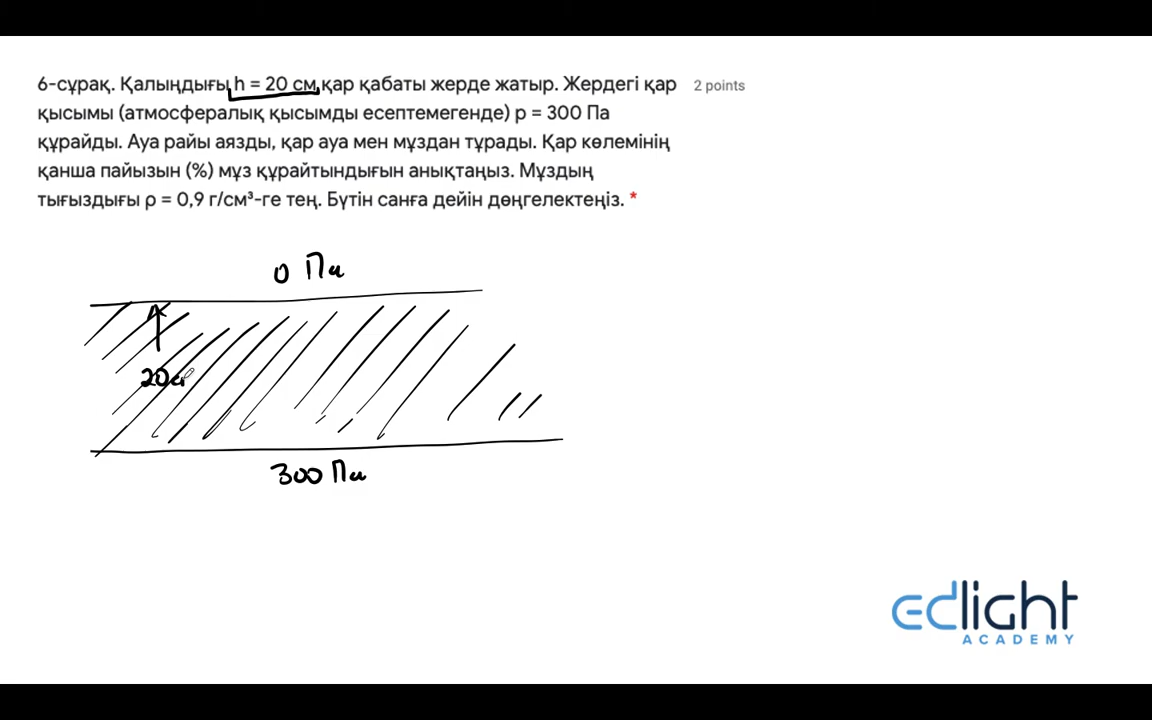 6-сұрақ. Қалыңдығы h = 20 см қар қабаты жерде жатыр. Жердегі қар 2 points
қысымы (атмосфералық қысымды есептемегенде) p = 300 Па
құрайды. Ауа райы аязды, қар ауа мен мұздан тұрады. Қар көлемінің
қанша пайызын (%) мұз құрайтындығын анықтаңыз. Мұздың
тығыздығы ρ = 0,9 г/см³-ге тең. Бүтін санға дейін дөңгелектеңіз. *
0 Па
20
300 Па
edlight
ACADEMY